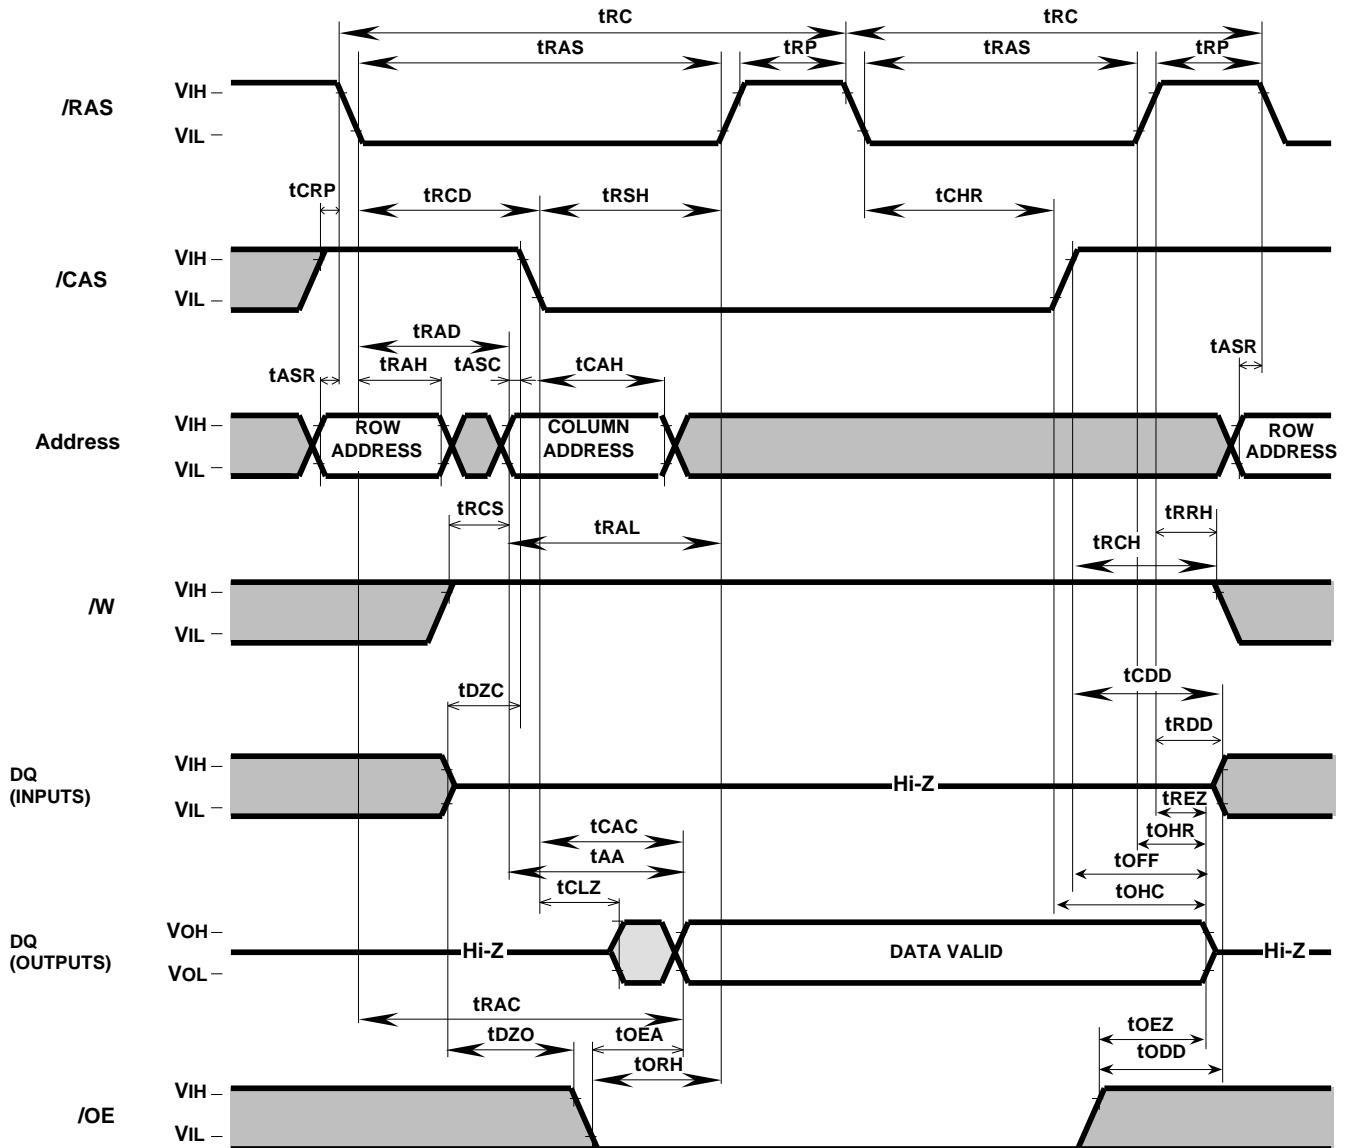 tRC tRC
tRAS tRP tRAS tRP
/RAS
VIH
VIL
tCRP tRCD tRSH tCHR
/CAS
VIH
VIL
tRAD
tASR tRAH tASC tCAH tASR
Address
VIH
VIL
ROW
ADDRESS
COLUMN
ADDRESS
ROW
ADDRESS
tRCS tRAL tRRH
tRCH
/W
VIH
VIL
tDZC tCDD
tRDD
DQ
(INPUTS)
VIH
VIL
Hi-Z
tREZ
tCAC tOHR
tAA tOFF
tCLZ tOHC
DQ
(OUTPUTS)
VOH
VOL
Hi-Z DATA VALID Hi-Z
tRAC
tDZO tOEA tOEZ
tORH tODD
/OE
VIH
VIL